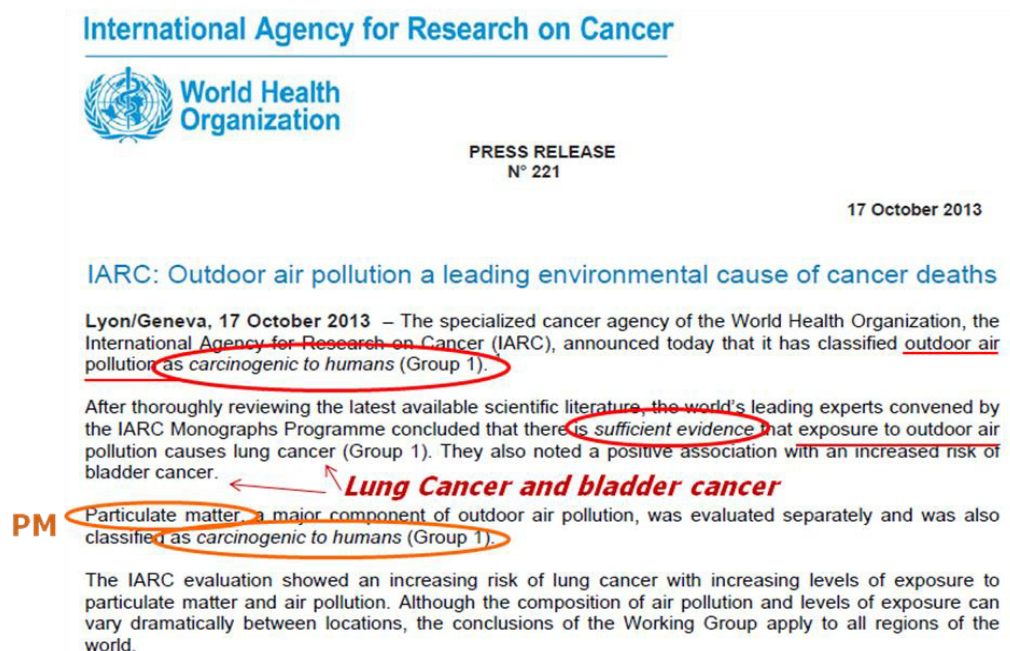 International Agency for Research on Cancer
World Health
Organization
PRESS RELEASE
N° 221
17 October 2013
IARC: Outdoor air pollution a leading environmental cause of cancer deaths
Lyon/Geneva, 17 October 2013 – The specialized cancer agency of the World Health Organization, the
International Agency for Research on Cancer (IARC), announced today that it has classified outdoor air
pollution as carcinogenic to humans (Group 1).
After thoroughly reviewing the latest available scientific literature, the world's leading experts convened by
the IARC Monographs Programme concluded that there is sufficient evidence that exposure to outdoor air
pollution causes lung cancer (Group 1). They also noted a positive association with an increased risk of
bladder cancer.
Lung Cancer and bladder cancer
PM
Particulate matter, a major component of outdoor air pollution, was evaluated separately and was also
classified as carcinogenic to humans (Group 1).
The IARC evaluation showed an increasing risk of lung cancer with increasing levels of exposure to
particulate matter and air pollution. Although the composition of air pollution and levels of exposure can
vary dramatically between locations, the conclusions of the Working Group apply to all regions of the
world.